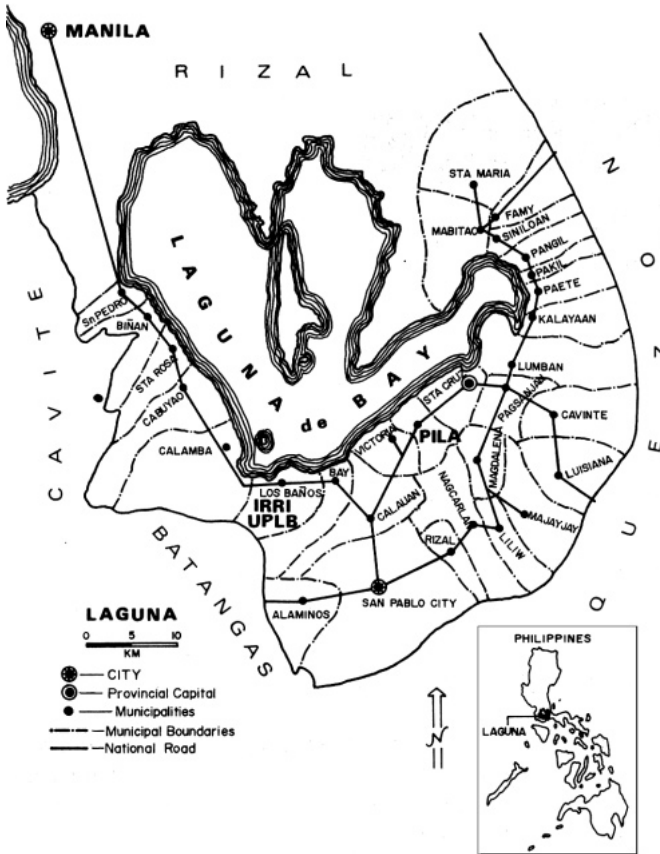 MANILA
RIZAL
STA MARIA
FAMY
MABITAO
SINILOAN
PANGIL
PAKIL
PAETE
KALAYAAN
QUEZON
LAGUNA de BAY
CAVITE
Sn PEDRO
BIÑAN
STA ROSA
CABUYAO
CALAMBA
LUMBAN
STA CRUZ
PAGSANJAN
CAVINTE
PILA
VICTORIA
MAGDALENA
LUISIANA
BAY
LOS BAÑOS
IRRI
UPLB
CALAUAN
NAGCARLAN
MAJAYJAY
RIZAL
LILIW
BATANGAS
ALAMINOS
SAN PABLO CITY
LAGUNA
0 5 10
KM
CITY
Provincial Capital
Municipalities
Municipal Boundaries
National Road
N
PHILIPPINES
LAGUNA